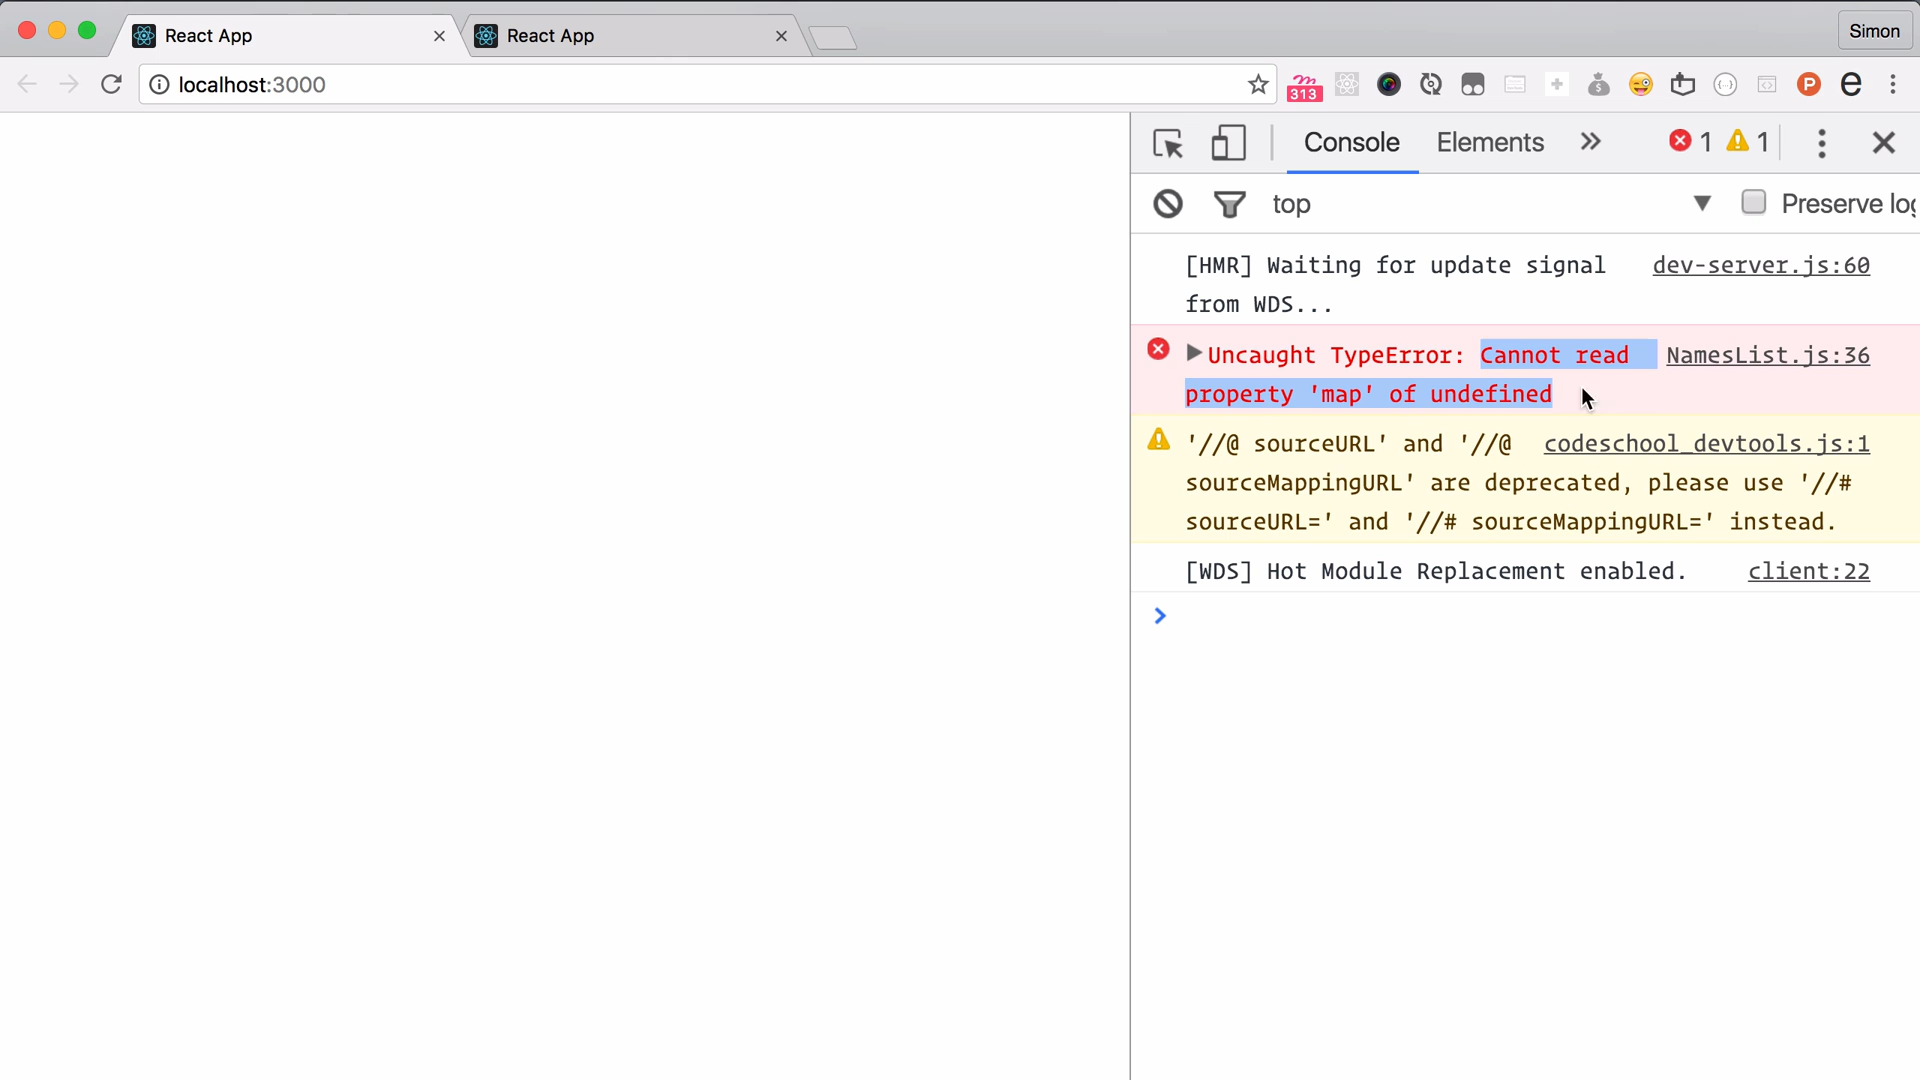 React App
React App
Simon
localhost:3000
313
P
e
Console
Elements
1
1
top
Preserve log
[HMR] Waiting for update signal dev-server.js:60
from WDS...
Uncaught TypeError: Cannot read NamesList.js:36
property 'map' of undefined
'//@ sourceURL' and '//@ codeschool_devtools.js:1
sourceMappingURL' are deprecated, please use '//#
sourceURL=' and '//# sourceMappingURL=' instead.
[WDS] Hot Module Replacement enabled. client:22